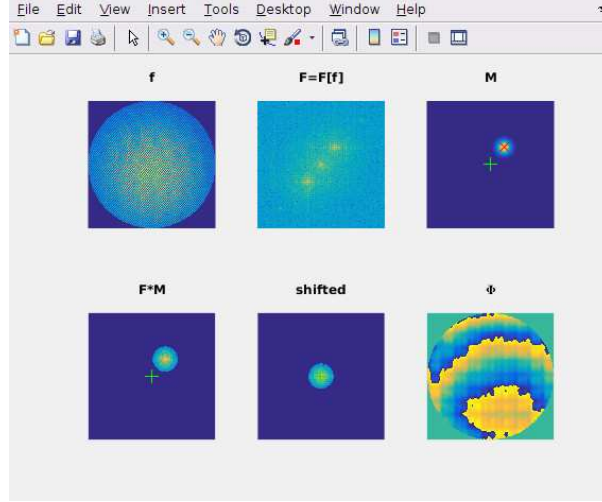 File Edit View Insert Tools Desktop Window Help
f F=F[f] M
F*M shifted Φ